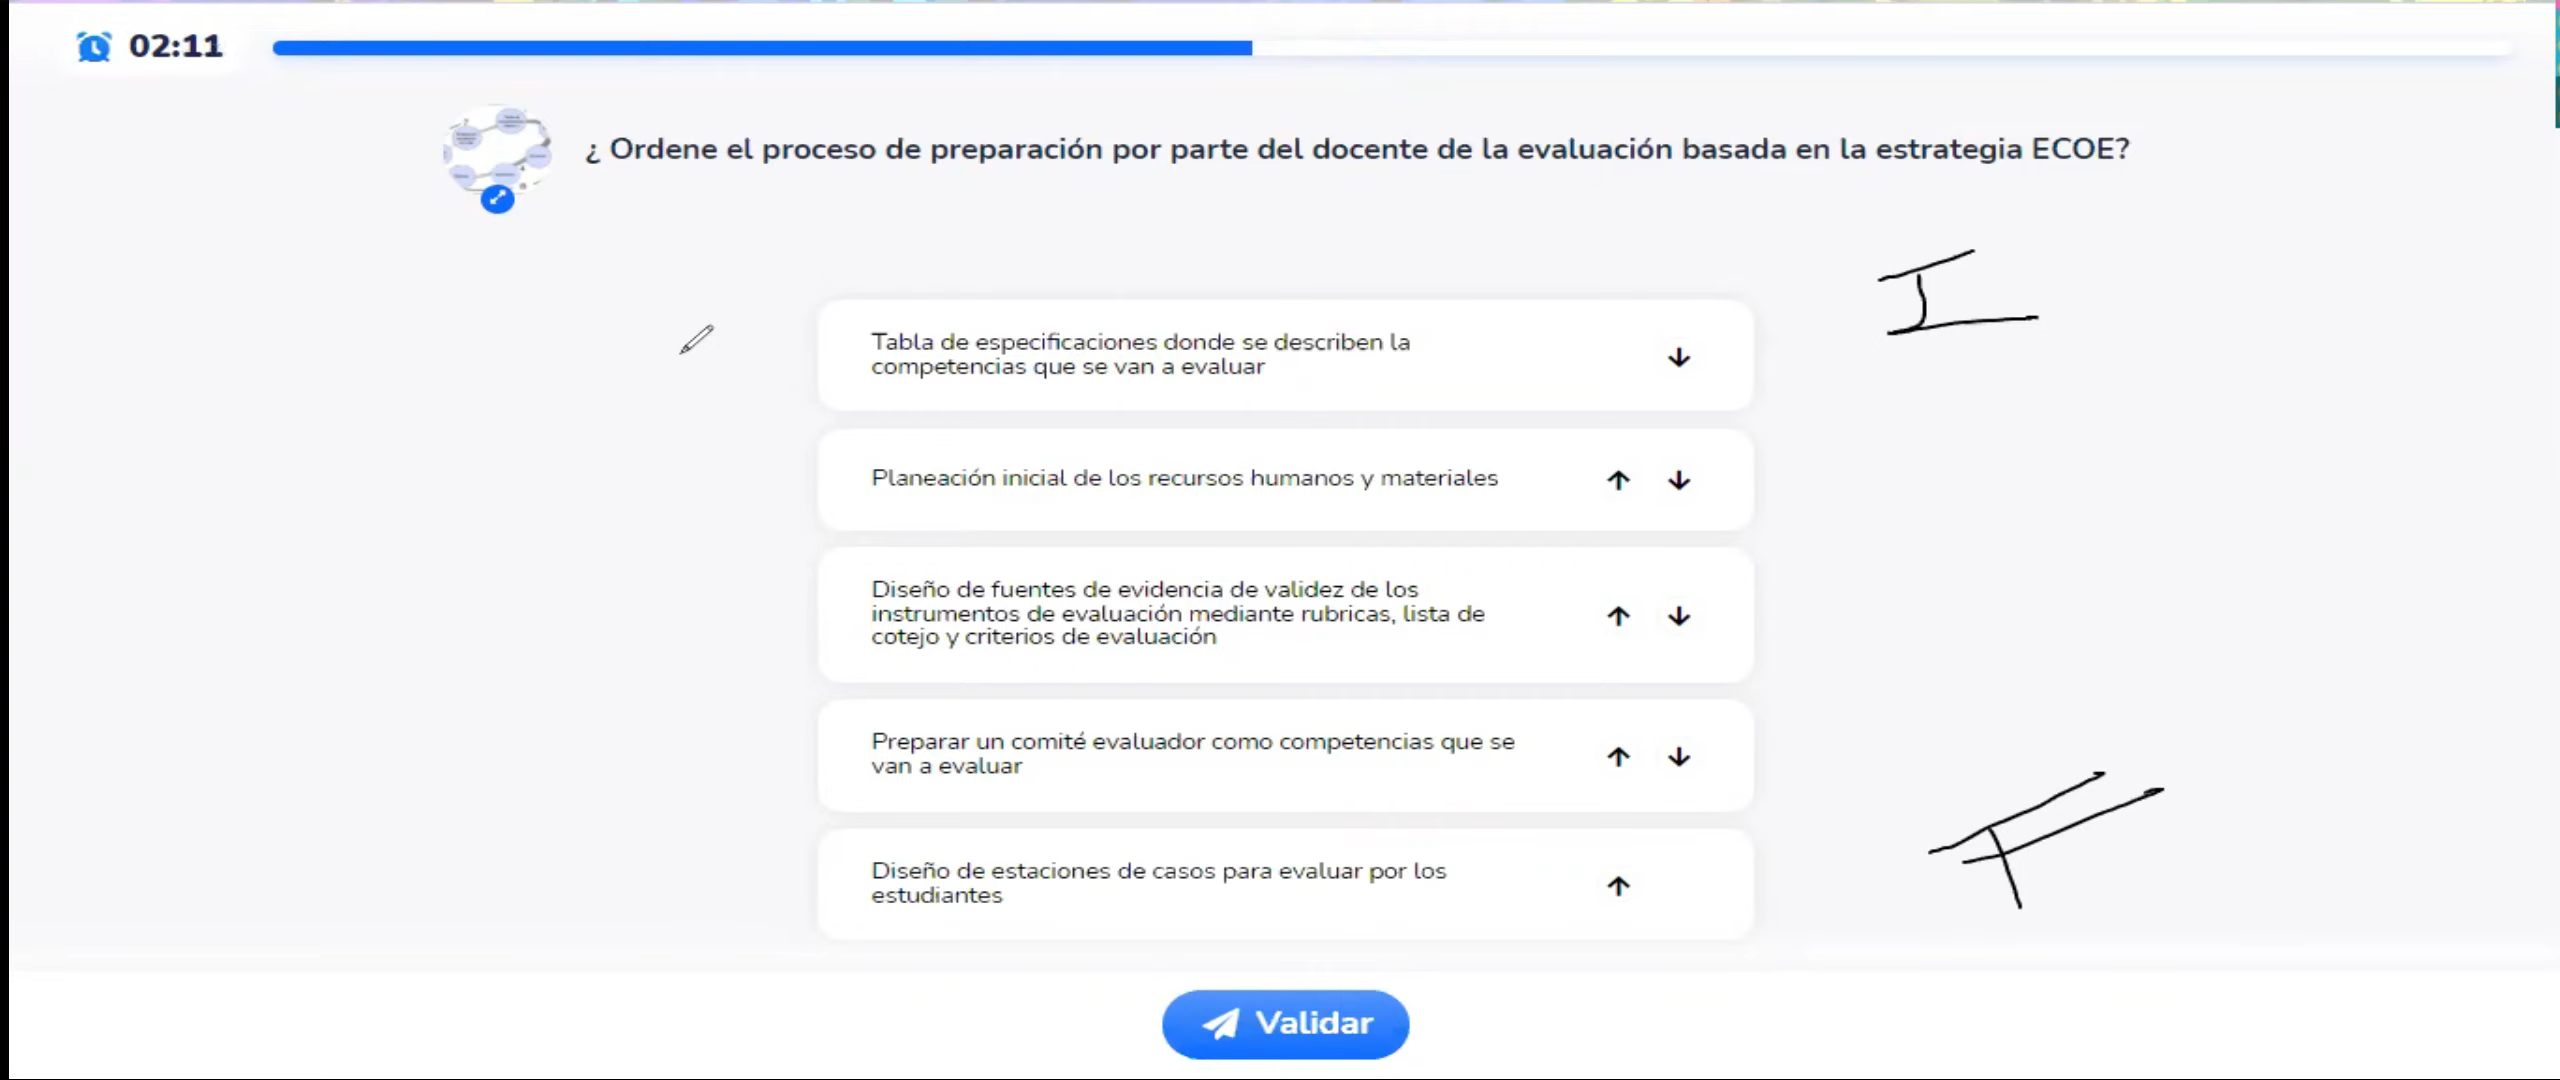 02:11
¿ Ordene el proceso de preparación por parte del docente de la evaluación basada en la estrategia ECOE?
I
Tabla de especificaciones donde se describen la
competencias que se van a evaluar
Planeación inicial de los recursos humanos y materiales
Diseño de fuentes de evidencia de validez de los
instrumentos de evaluación mediante rubricas, lista de
cotejo y criterios de evaluación
Preparar un comité evaluador como competencias que se
van a evaluar
Diseño de estaciones de casos para evaluar por los
estudiantes
Validar